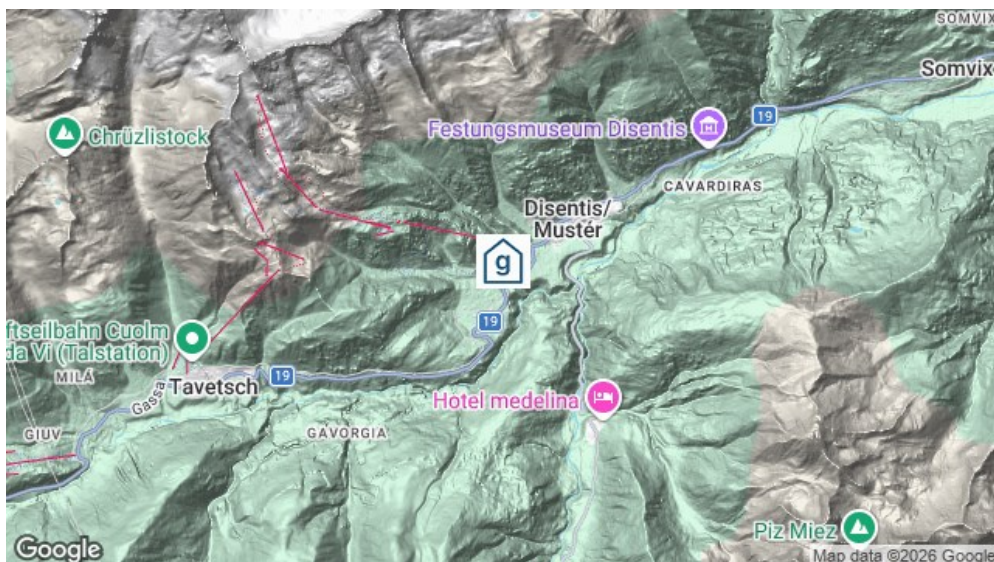 SOMVIX
Somvix
19
Chrüzlistock
Festungsmuseum Disentis
CAVARDIRAS
Disentis/
Mustér
g
19
ftseilbahn Cuolm
da Vi (Talstation)
MILÁ
Tavetsch
19
Gassa
Hotel medelina
GIUV
GAVORGIA
Piz Miez
Google
Map data ©2026 Google